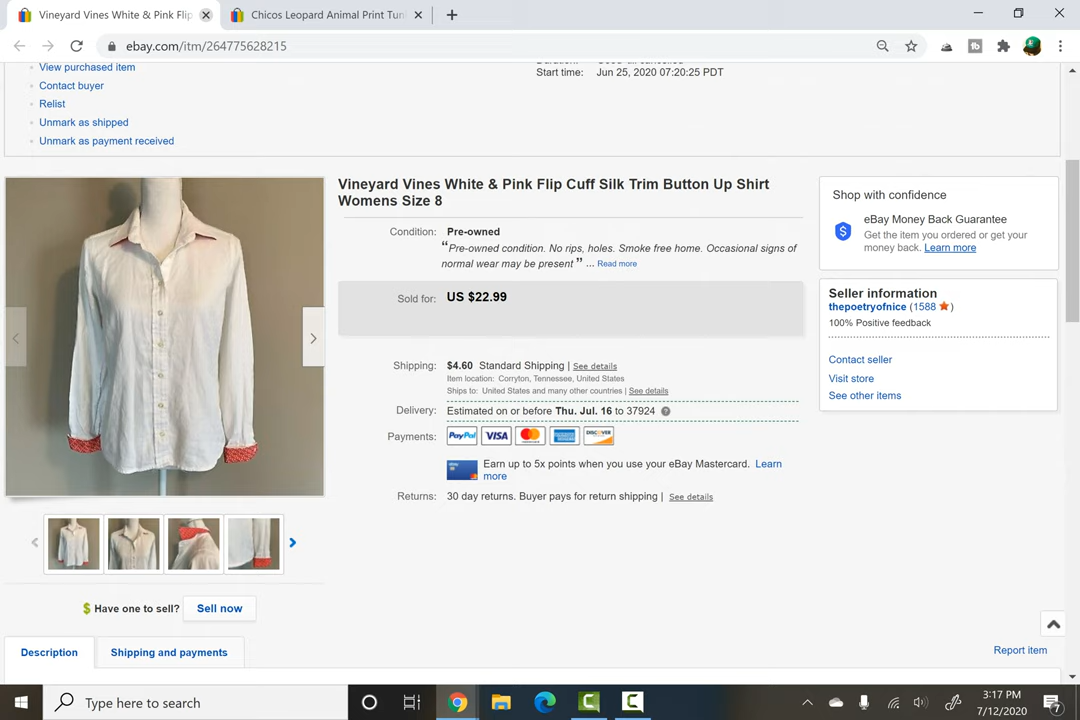 Vineyard Vines White & Pink Flip
Chicos Leopard Animal Print Tun
ebay.com/itm/264775628215
View purchased item
Contact buyer
Relist
Unmark as shipped
Unmark as payment received
Start time: Jun 25, 2020 07:20:25 PDT
Vineyard Vines White & Pink Flip Cuff Silk Trim Button Up Shirt
Womens Size 8
Condition: Pre-owned
“Pre-owned condition. No rips, holes. Smoke free home. Occasional signs of
normal wear may be present” ... Read more
Sold for: US $22.99
Shipping: $4.60 Standard Shipping | See details
Item location: Corryton, Tennessee, United States
Ships to: United States and many other countries | See details
Delivery: Estimated on or before Thu. Jul. 16 to 37924
Payments: PayPal VISA MasterCard DISCOVER
Earn up to 5x points when you use your eBay Mastercard. Learn
more
Returns: 30 day returns. Buyer pays for return shipping | See details
Shop with confidence
eBay Money Back Guarantee
Get the item you ordered or get your
money back. Learn more
Seller information
thepoetryofnice (1588)
100% Positive feedback
Contact seller
Visit store
See other items
$ Have one to sell? Sell now
Description
Shipping and payments
Report item
Type here to search
3:17 PM
7/12/2020
7